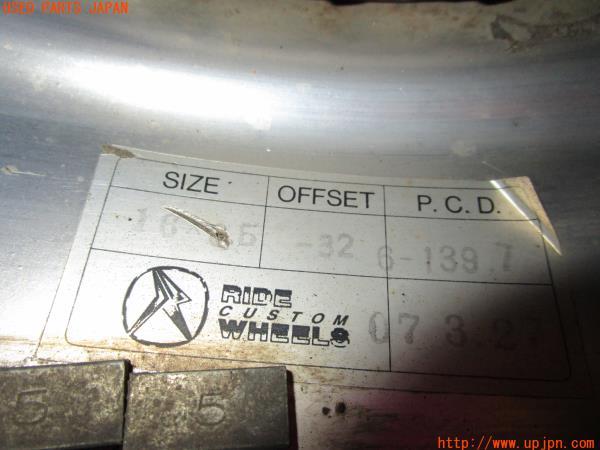 USED PARTS JAPAN
SIZE OFFSET P.C.D.
-32 6-139.7
RIDE
CUSTOM
WHEELS
07 3.2
5 5
http://www.upjpn.com/